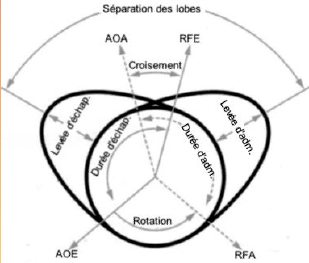 Séparation des lobes
AOA
RFE
Croisement
Levée d'échap.
Durée d'échap.
Durée d'adm.
Levée d'adm.
Rotation
AOE
RFA